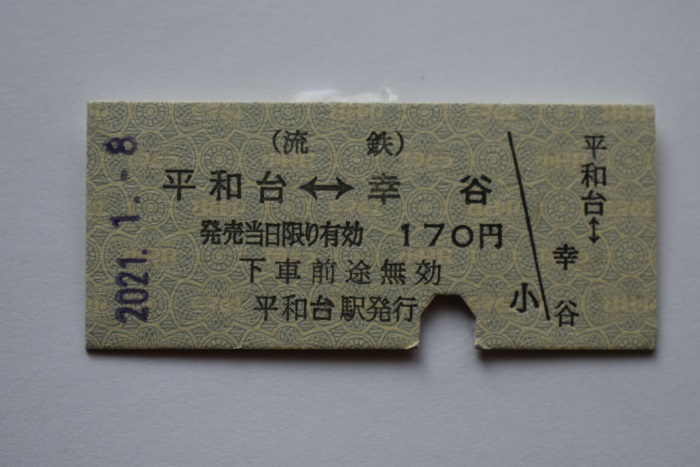 2021.1.-8
(流 鉄)
平和台↔幸 谷
発売当日限り有効 170円
下車前途無効
平和台駅発行
小
平和台↔
幸谷